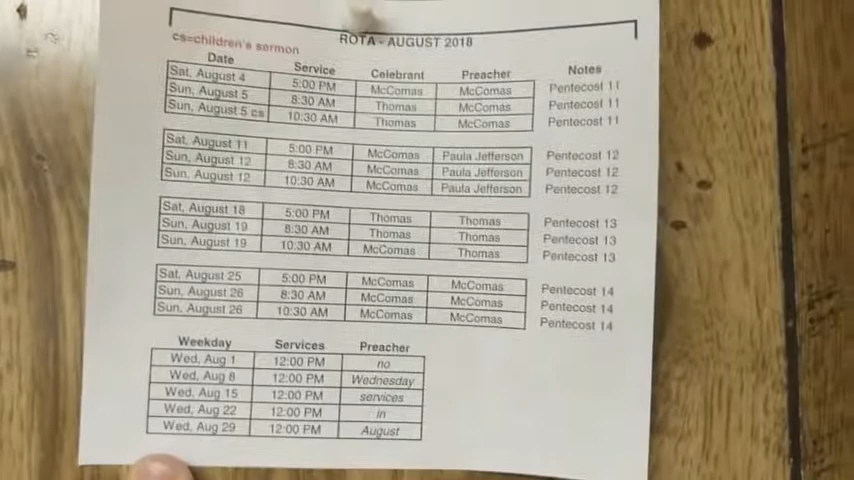 ROTA - AUGUST 2018
cs=children's sermon
Date Service Celebrant Preacher Notes
Sat, August 4 5:00 PM McComas McComas Pentecost 11
Sun, August 5 8:30 AM Thomas McComas Pentecost 11
Sun, August 5 cs 10:30 AM Thomas McComas Pentecost 11
Sat, August 11 5:00 PM McComas Paula Jefferson Pentecost 12
Sun, August 12 8:30 AM McComas Paula Jefferson Pentecost 12
Sun, August 12 10:30 AM McComas Paula Jefferson Pentecost 12
Sat, August 18 5:00 PM Thomas Thomas Pentecost 13
Sun, August 19 8:30 AM Thomas Thomas Pentecost 13
Sun, August 19 10:30 AM McComas Thomas Pentecost 13
Sat, August 25 5:00 PM McComas McComas Pentecost 14
Sun, August 26 8:30 AM McComas McComas Pentecost 14
Sun, August 26 10:30 AM McComas McComas Pentecost 14
Weekday Services Preacher
Wed, Aug 1 12:00 PM no
Wed, Aug 8 12:00 PM Wednesday
Wed, Aug 15 12:00 PM services
Wed, Aug 22 12:00 PM in
Wed, Aug 29 12:00 PM August